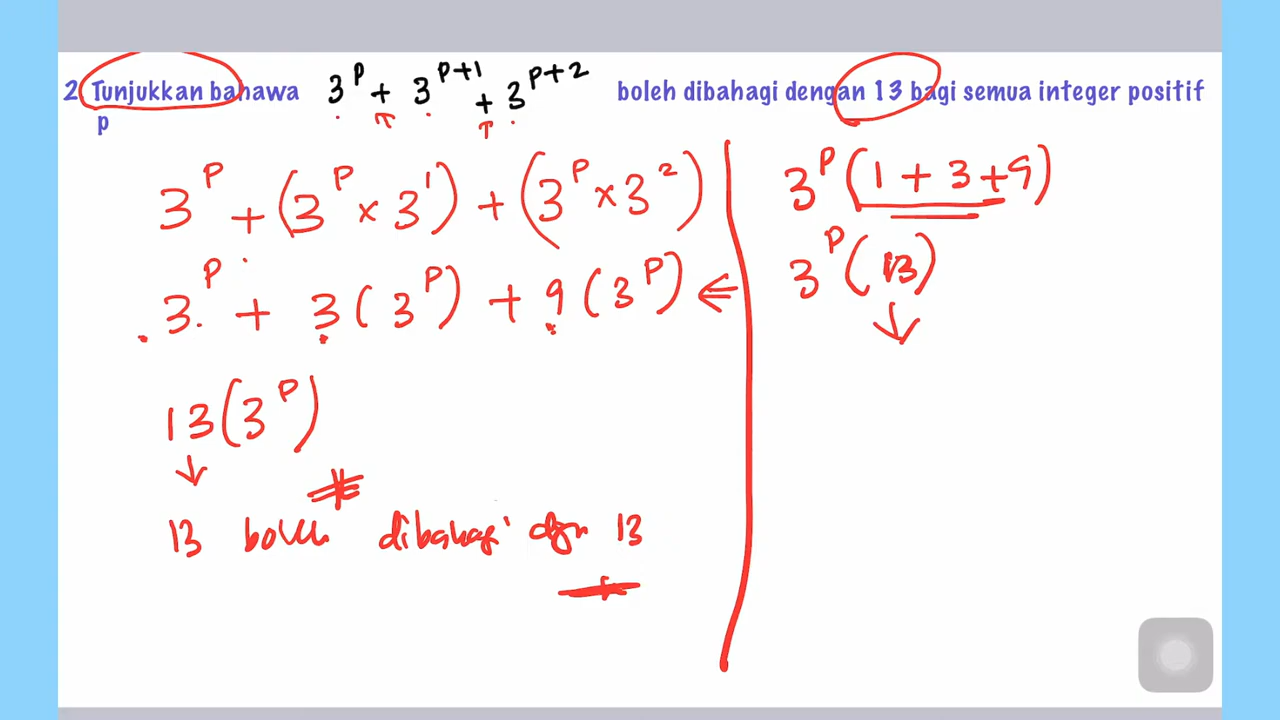 2 Tunjukkan bahawa 3^p + 3^(p+1) + 3^(p+2) boleh dibahagi dengan 13 bagi semua integer positif
p
3^p + (3^p × 3^1) + (3^p × 3^2)
3^p + 3(3^p) + 9(3^p) ⇐
13(3^p)
↓
13 boleh dibahagi dgn 13
3^p(1 + 3 + 9)
3^p(13)
↓